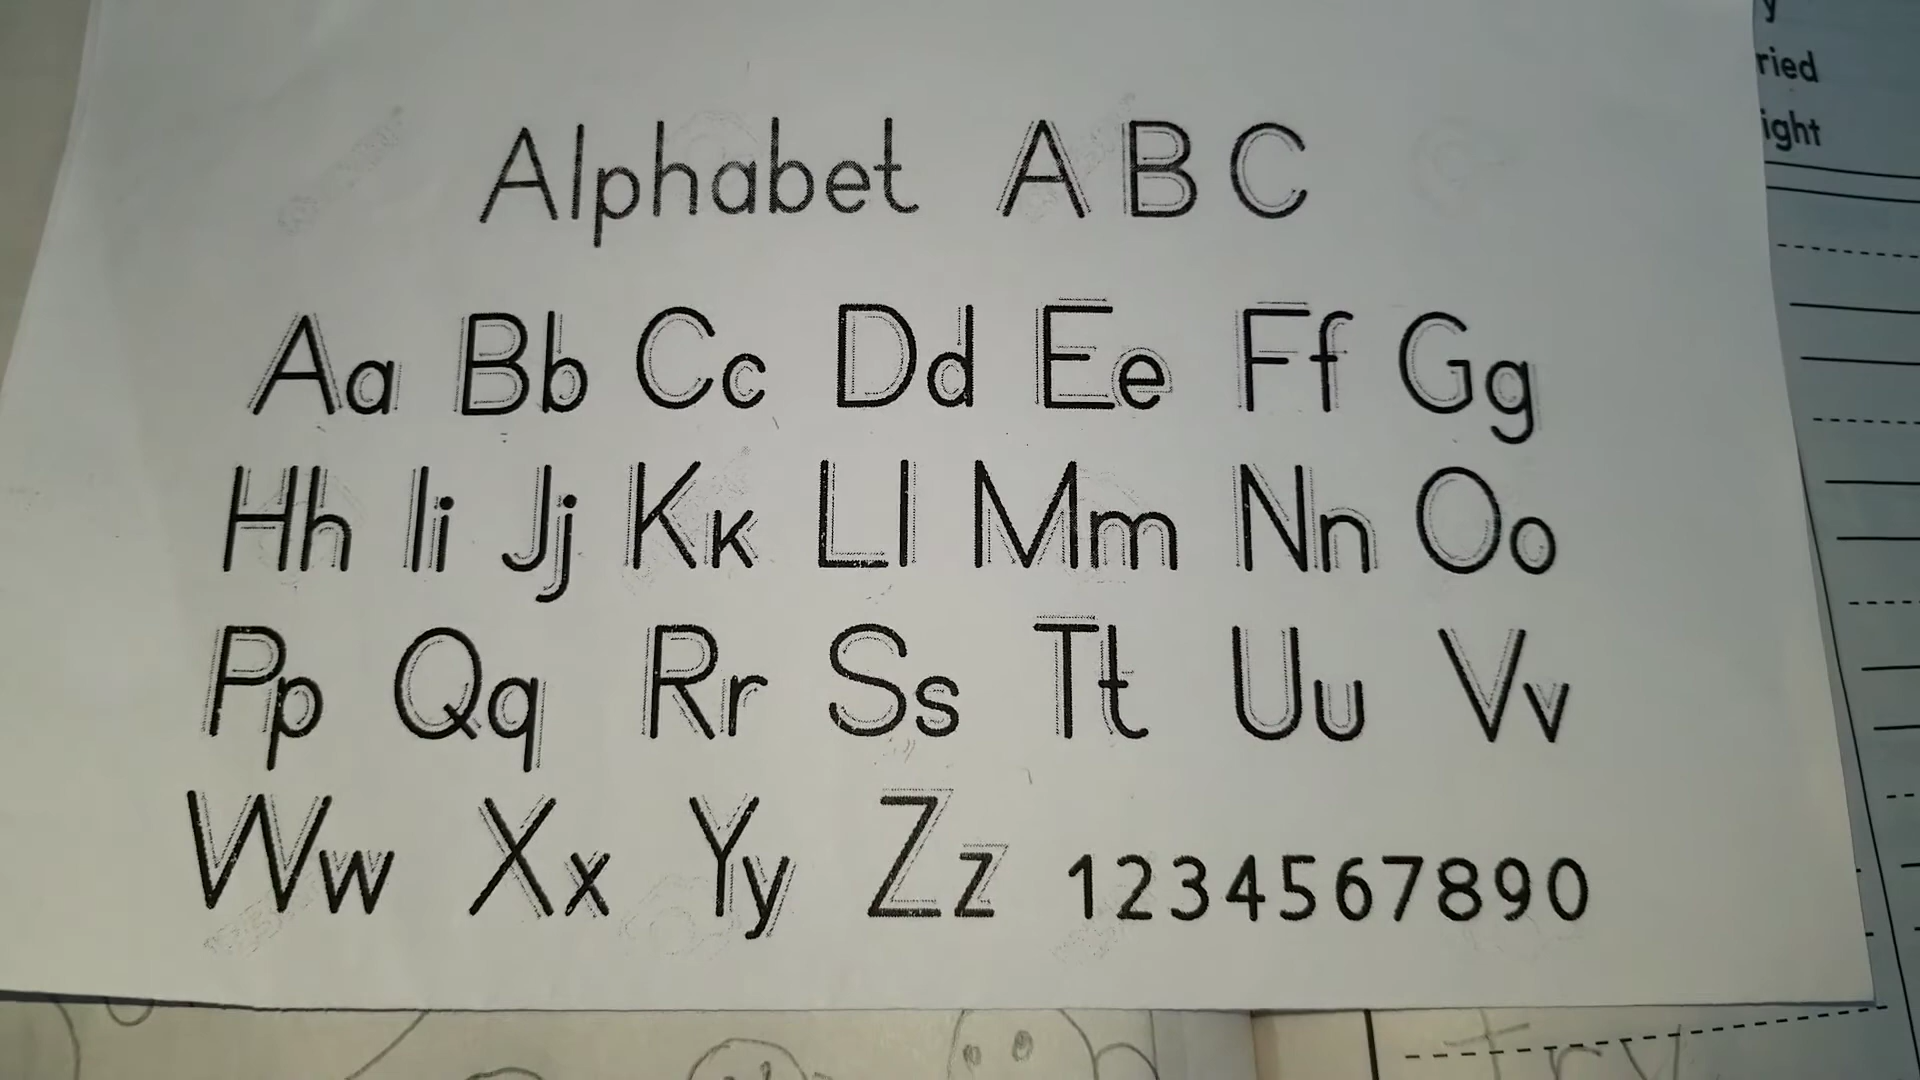 Alphabet ABC
Aa Bb Cc Dd Ee Ff Gg
Hh Ii Jj Kk Ll Mm Nn Oo
Pp Qq Rr Ss Tt Uu Vv
Ww Xx Yy Zz 1234567890
y
ried
ight
Try